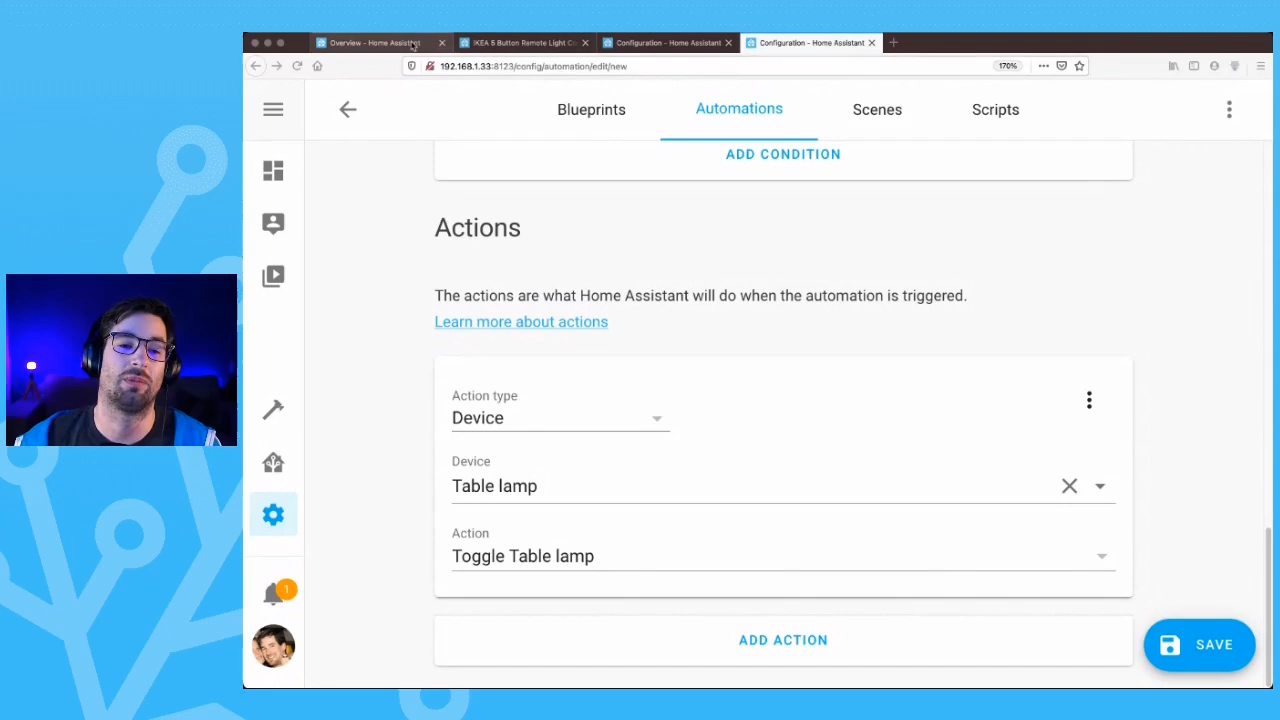 Overview - Home Assistant
IKEA 5 Button Remote Light C
Configuration - Home Assistant
Configuration - Home Assistant
192.168.1.33:8123/config/automation/edit/new
170%
Blueprints
Automations
Scenes
Scripts
ADD CONDITION
Actions
The actions are what Home Assistant will do when the automation is triggered.
Learn more about actions
Action type
Device
Device
Table lamp
Action
Toggle Table lamp
ADD ACTION
SAVE
1